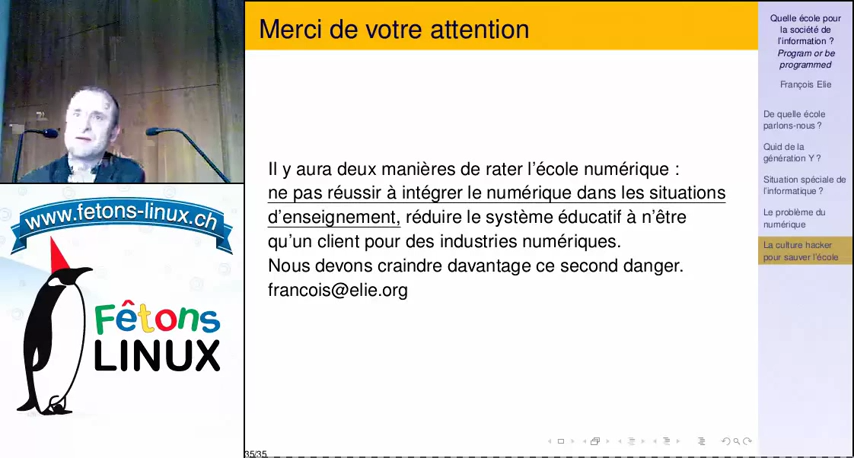 Merci de votre attention
Il y aura deux manières de rater l'école numérique :
ne pas réussir à intégrer le numérique dans les situations
d'enseignement, réduire le système éducatif à n'être
qu'un client pour des industries numériques.
Nous devons craindre davantage ce second danger.
francois@elie.org
35/35
Quelle école pour
la société de
l'information ?
Program or be
programmed
François Elie
De quelle école
parlons-nous ?
Quid de la
génération Y ?
Situation spéciale de
l'informatique ?
Le problème du
numérique
La culture hacker
pour sauver l'école
www.fetons-linux.ch
Fêtons
LINUX